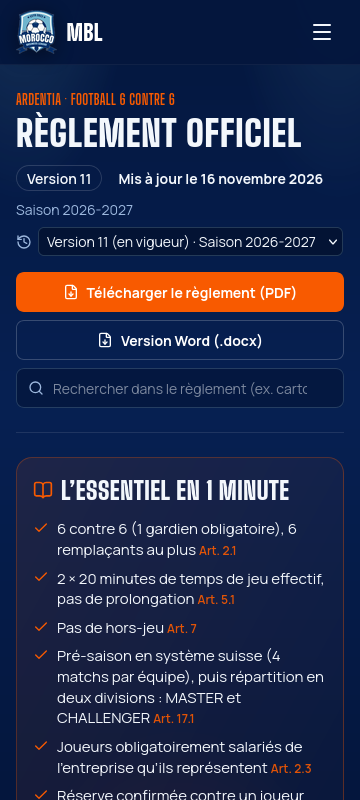 MOROCCO
MBL
ARDENTIA · FOOTBALL 6 CONTRE 6
RÈGLEMENT OFFICIEL
Version 11
Mis à jour le 16 novembre 2026
Saison 2026-2027
Version 11 (en vigueur) · Saison 2026-2027
Télécharger le règlement (PDF)
Version Word (.docx)
Rechercher dans le règlement (ex. carto
L’ESSENTIEL EN 1 MINUTE
6 contre 6 (1 gardien obligatoire), 6
remplaçants au plus Art. 2.1
2 × 20 minutes de temps de jeu effectif,
pas de prolongation Art. 5.1
Pas de hors-jeu Art. 7
Pré-saison en système suisse (4
matchs par équipe), puis répartition en
deux divisions : MASTER et
CHALLENGER Art. 17.1
Joueurs obligatoirement salariés de
l’entreprise qu’ils représentent Art. 2.3
Réserve confirmée contre un joueur